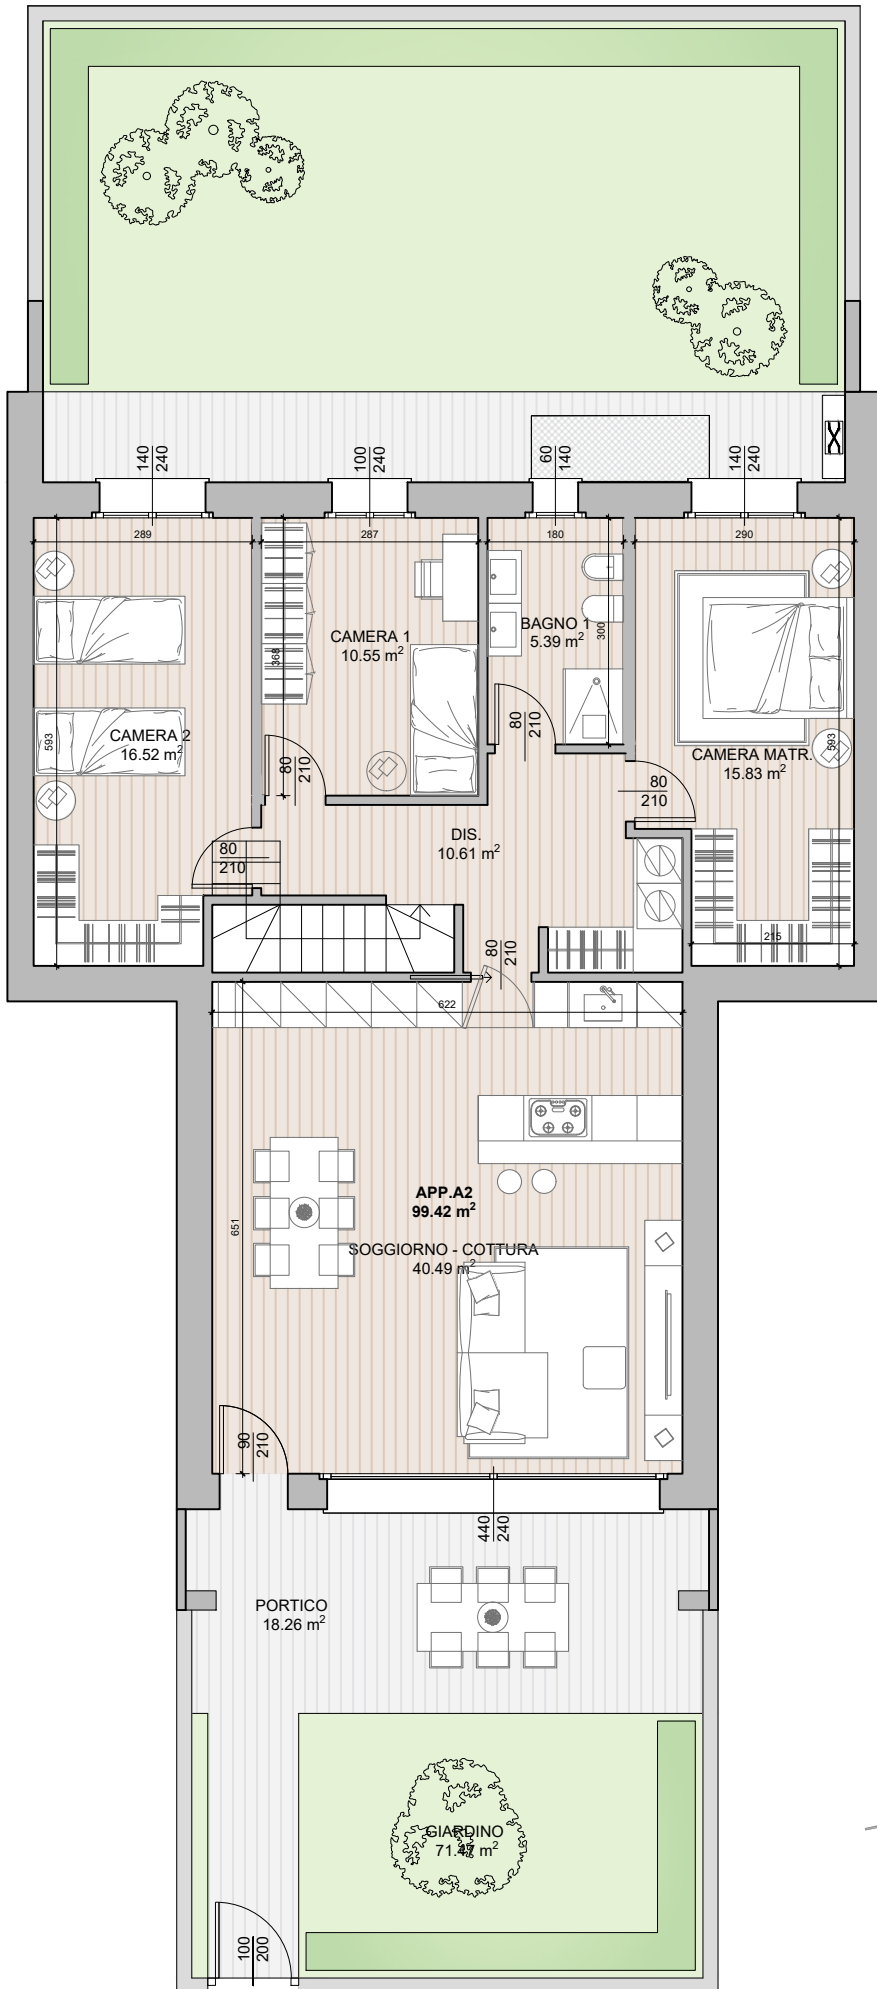 140
240
100
240
60
140
140
240
289
287
180
290
CAMERA 1
10.55 m²
368
BAGNO 1
5.39 m²
300
CAMERA 2
16.52 m²
593
CAMERA MATR.
15.83 m²
593
80
210
80
210
80
210
80
210
DIS.
10.61 m²
80
210
215
622
651
APP.A2
99.42 m²
SOGGIORNO - COTTURA
40.49 m²
90
210
440
240
PORTICO
18.26 m²
GIARDINO
71.47 m²
100
200